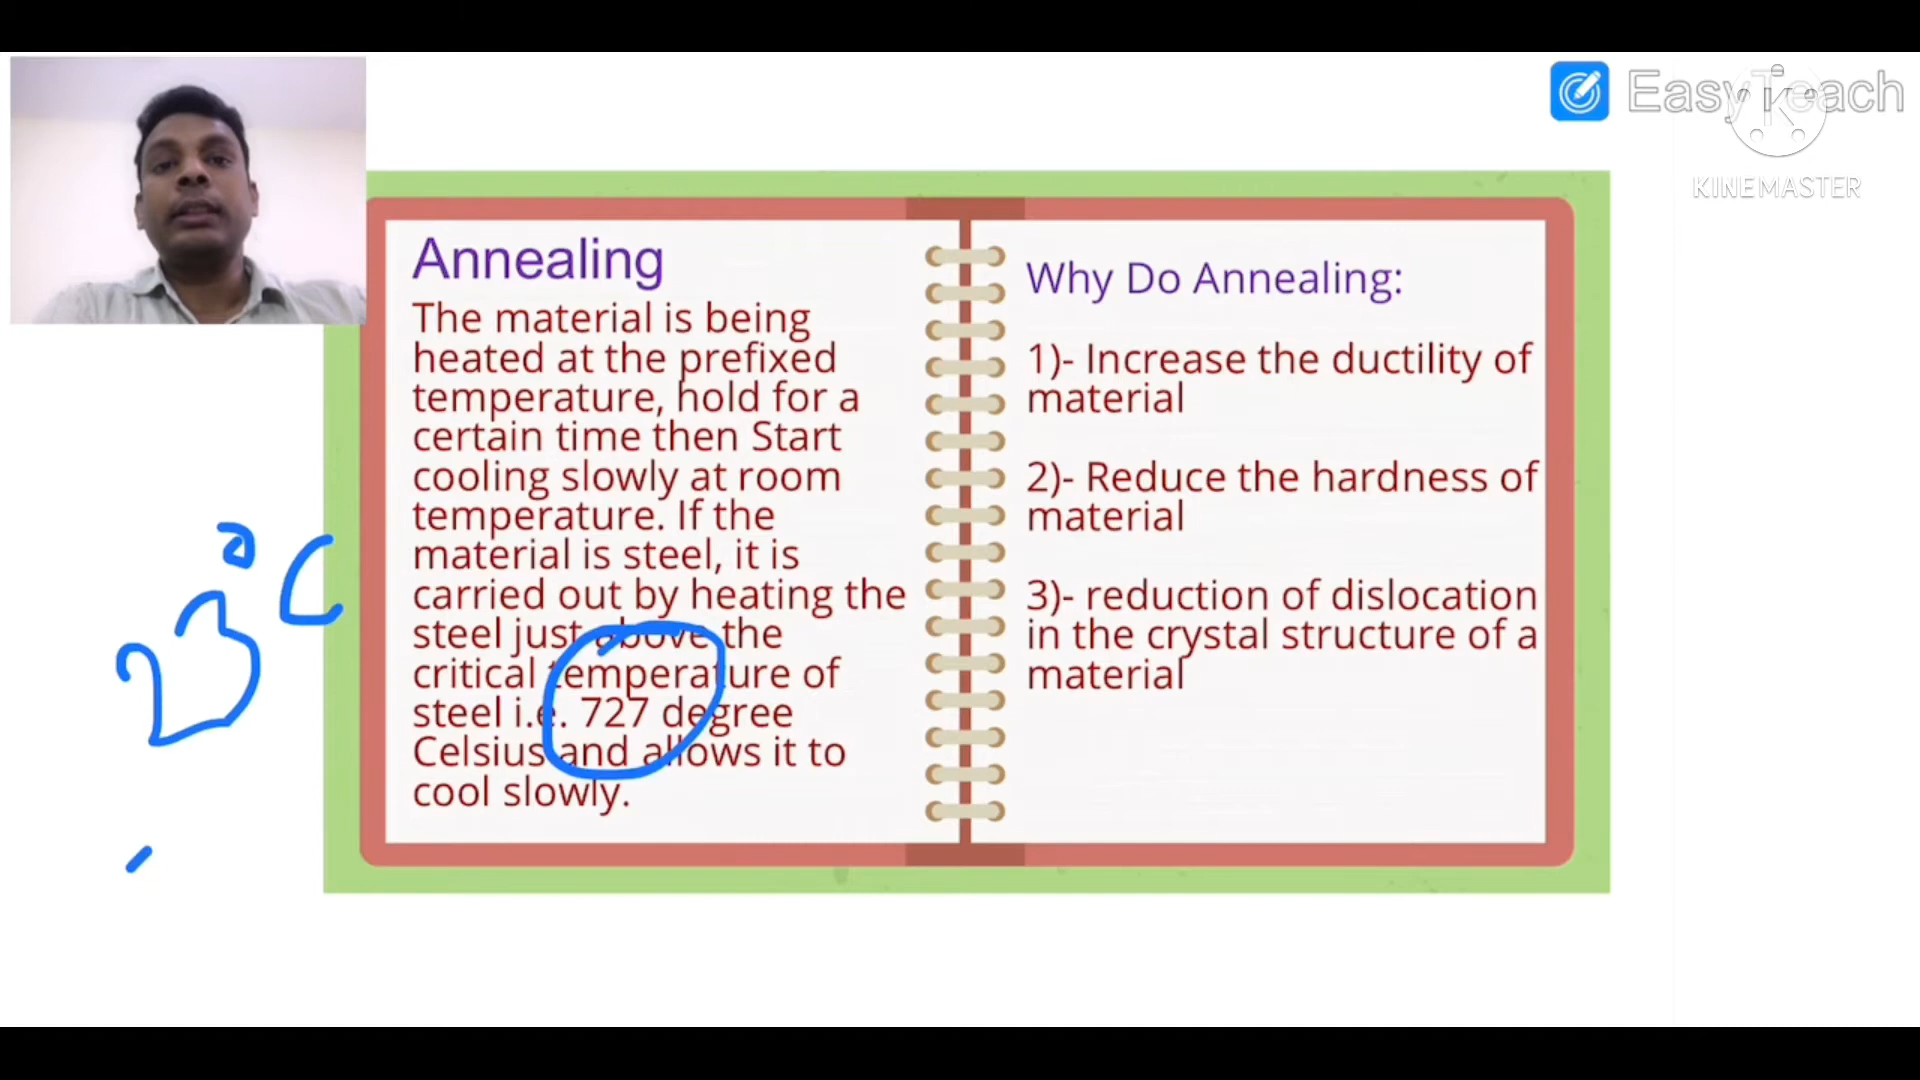 EasyTeach
KINEMASTER
Annealing
The material is being
heated at the prefixed
temperature, hold for a
certain time then Start
cooling slowly at room
temperature. If the
material is steel, it is
carried out by heating the
steel just above the
critical temperature of
steel i.e. 727 degree
Celsius and allows it to
cool slowly.
Why Do Annealing:
1)- Increase the ductility of
material
2)- Reduce the hardness of
material
3)- reduction of dislocation
in the crystal structure of a
material
23°C